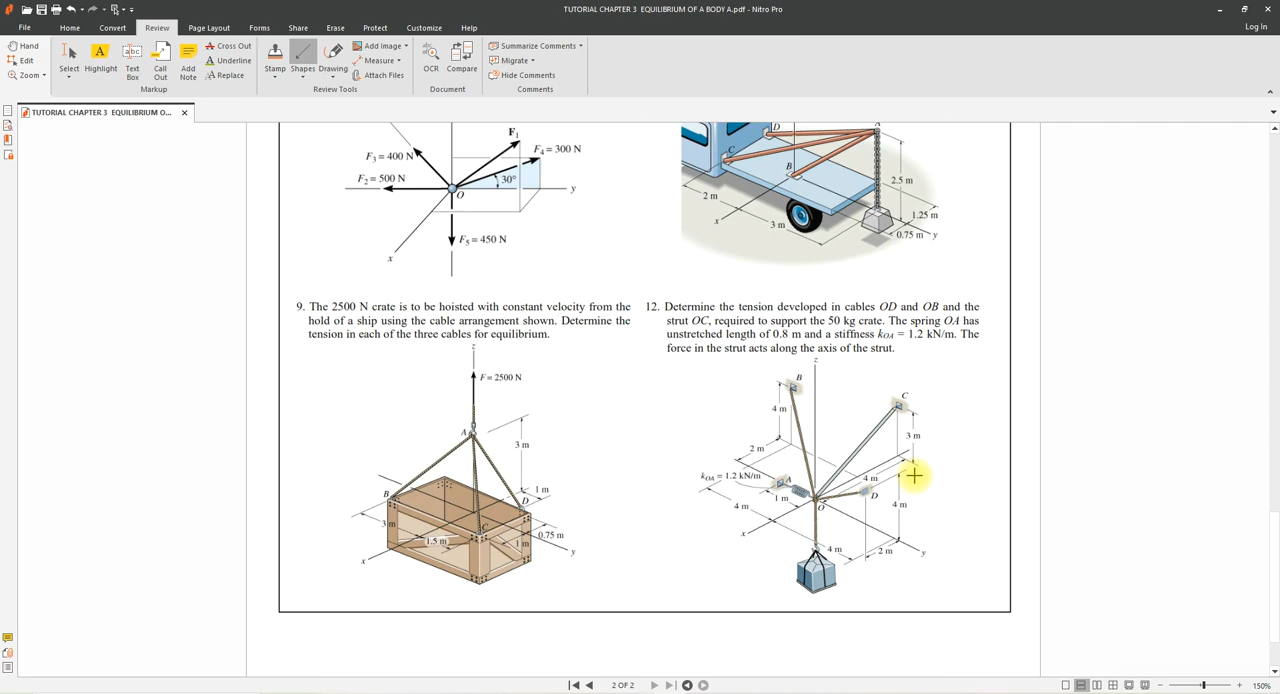 TUTORIAL CHAPTER 3 EQUILIBRIUM OF A BODY A.pdf - Nitro Pro
File Home Convert Review Page Layout Forms Share Erase Protect Customize Help Log In
Hand
Edit
Zoom
Select
Highlight
Text Box
Call Out
Add Note
Cross Out
Underline
Replace
Markup
Stamp
Shapes
Drawing
Add Image
Measure
Attach Files
Review Tools
OCR
Compare
Document
Summarize Comments
Migrate
Hide Comments
Comments
TUTORIAL CHAPTER 3 EQUILIBRIUM O...
F₁
F₃ = 400 N
F₄ = 300 N
F₂ = 500 N
30°
y
O
F₅ = 450 N
x
D
A
C
B
2.5 m
2 m
1.25 m
x
3 m
0.75 m
y
9. The 2500 N crate is to be hoisted with constant velocity from the
hold of a ship using the cable arrangement shown. Determine the
tension in each of the three cables for equilibrium.
z
F = 2500 N
A
3 m
1 m
B
D
3 m
C
1.5 m
1 m
0.75 m
y
x
12. Determine the tension developed in cables OD and OB and the
strut OC, required to support the 50 kg crate. The spring OA has
unstretched length of 0.8 m and a stiffness kOA = 1.2 kN/m. The
force in the strut acts along the axis of the strut.
z
B
C
4 m
3 m
2 m
kOA = 1.2 kN/m
A
4 m
D
1 m
O
4 m
4 m
x
4 m
2 m
y
2 OF 2
150%